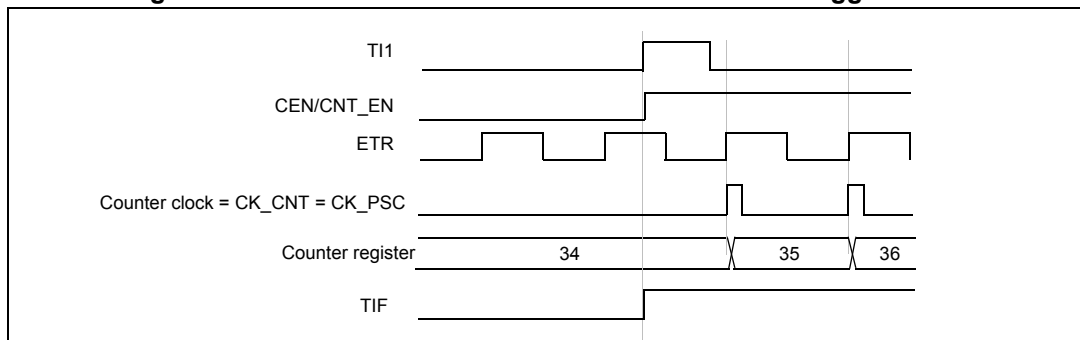 TI1
CEN/CNT_EN
ETR
Counter clock = CK_CNT = CK_PSC
Counter register 34 35 36
TIF